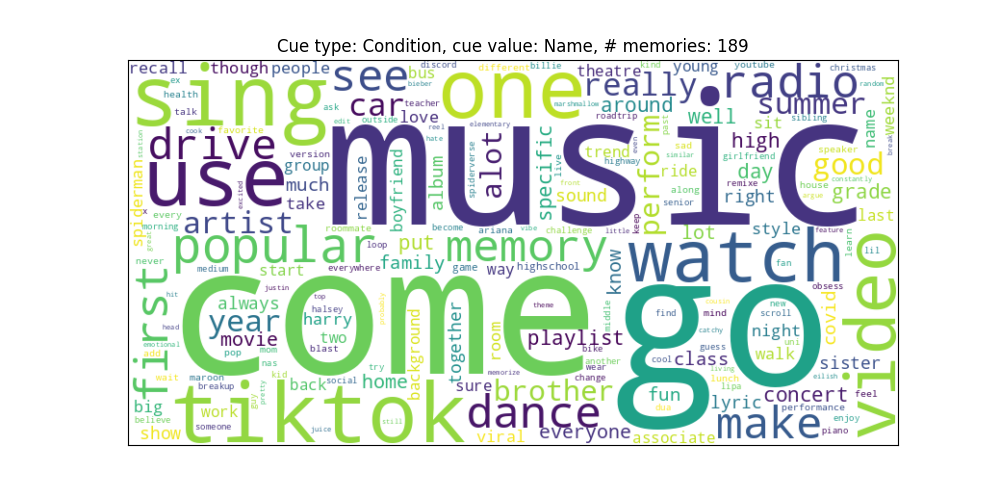 Cue type: Condition, cue value: Name, # memories: 189
recall though people see bus discord different billie theatre kind young youtube christmas
ex health talk sing car teacher love ask one marshmallow really around roadtrip well radio summer random
station cook favorite drive edit outside reel hate elementary alot spiderverse live specific trend past even sad similar perform high girlfriend sit sibling speaker name weeknd break
use music version group much take release boyfriend album highway ride day good constantly
spiderman excited x every morning great artist roommate become ariana vibe challenge front sound little keep along senior lot remixe right house argue grade last
popular loop put memory family game way highschool know watch style fan feature learn lil
never medium start everywhere
first hit always justin top halsey theme come go find mind new scroll obsess covid video
year harry two movie blast probably background together room playlist bike middle cool catchy guess night uni walk
head emotional add pop mom nas try memorize wear another change class living lunch eilish sister
wait maroon breakup kid back social home sure brother fun lipa dua lyric concert feel
big believe work guy pretty tiktok juice still dance associate make performance enjoy
show someone viral everyone piano